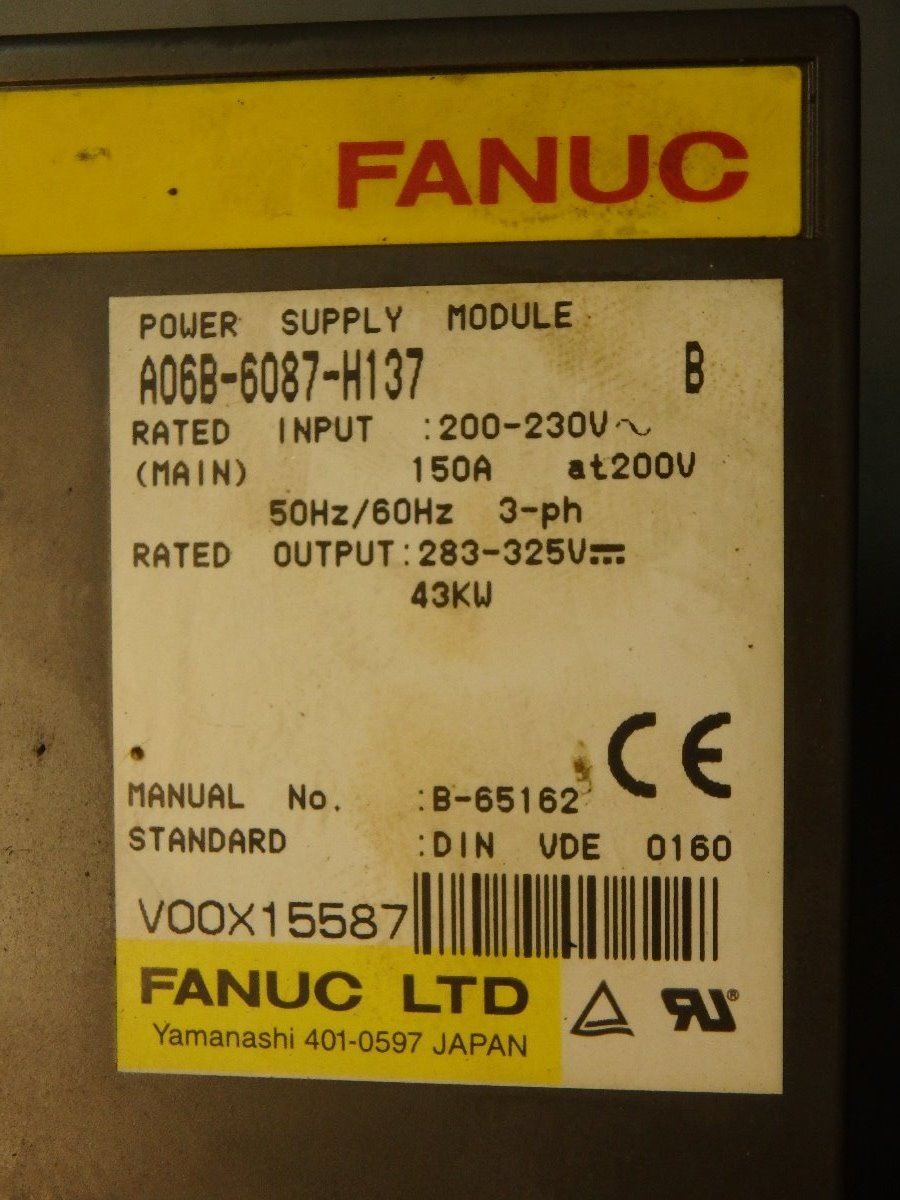 FANUC
POWER SUPPLY MODULE
A06B-6087-H137 B
RATED INPUT :200-230V~
(MAIN) 150A at200V
50Hz/60Hz 3-ph
RATED OUTPUT:283-325V⎓
43KW
CE
MANUAL No. :B-65162
STANDARD :DIN VDE 0160
V00X15587
FANUC LTD
Yamanashi 401-0597 JAPAN
RU®